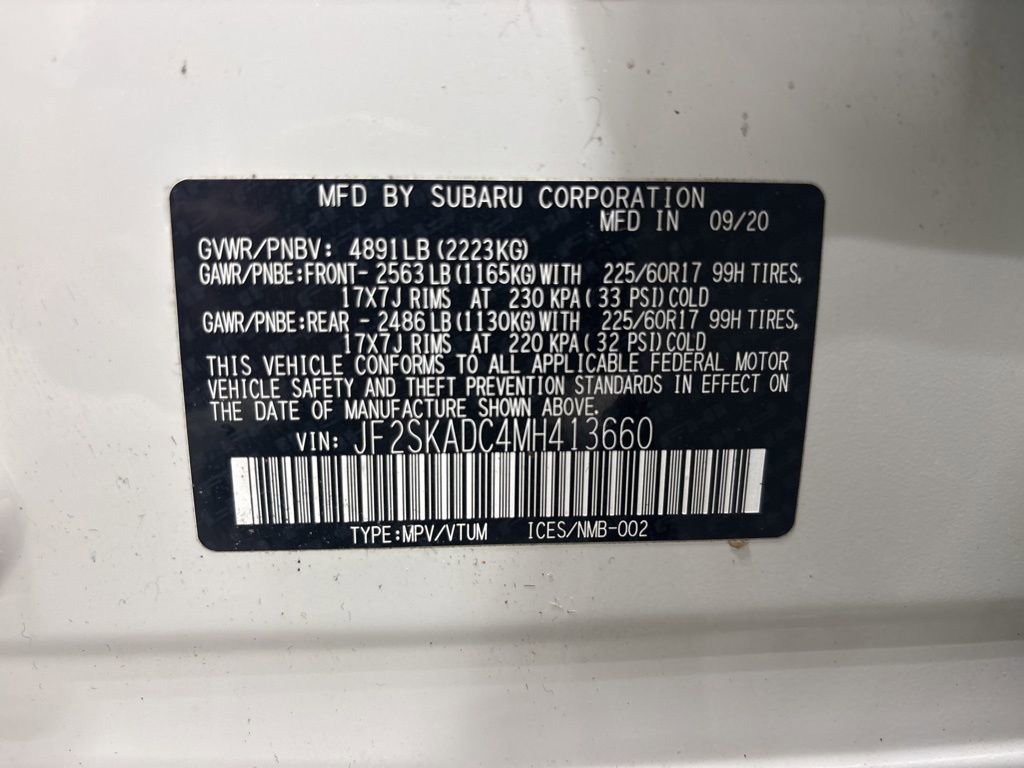 MFD BY SUBARU CORPORATION
MFD IN 09/20
GVWR/PNBV: 4891LB (2223KG)
GAWR/PNBE:FRONT- 2563 LB (1165KG) WITH 225/60R17 99H TIRES,
17X7J RIMS AT 230 KPA ( 33 PSI) COLD
GAWR/PNBE:REAR - 2486 LB (1130KG) WITH 225/60R17 99H TIRES,
17X7J RIMS AT 220 KPA ( 32 PSI) COLD
THIS VEHICLE CONFORMS TO ALL APPLICABLE FEDERAL MOTOR
VEHICLE SAFETY AND THEFT PREVENTION STANDARDS IN EFFECT ON
THE DATE OF MANUFACTURE SHOWN ABOVE.
VIN: JF2SKADC4MH413660
TYPE:MPV/VTUM ICES/NMB-002